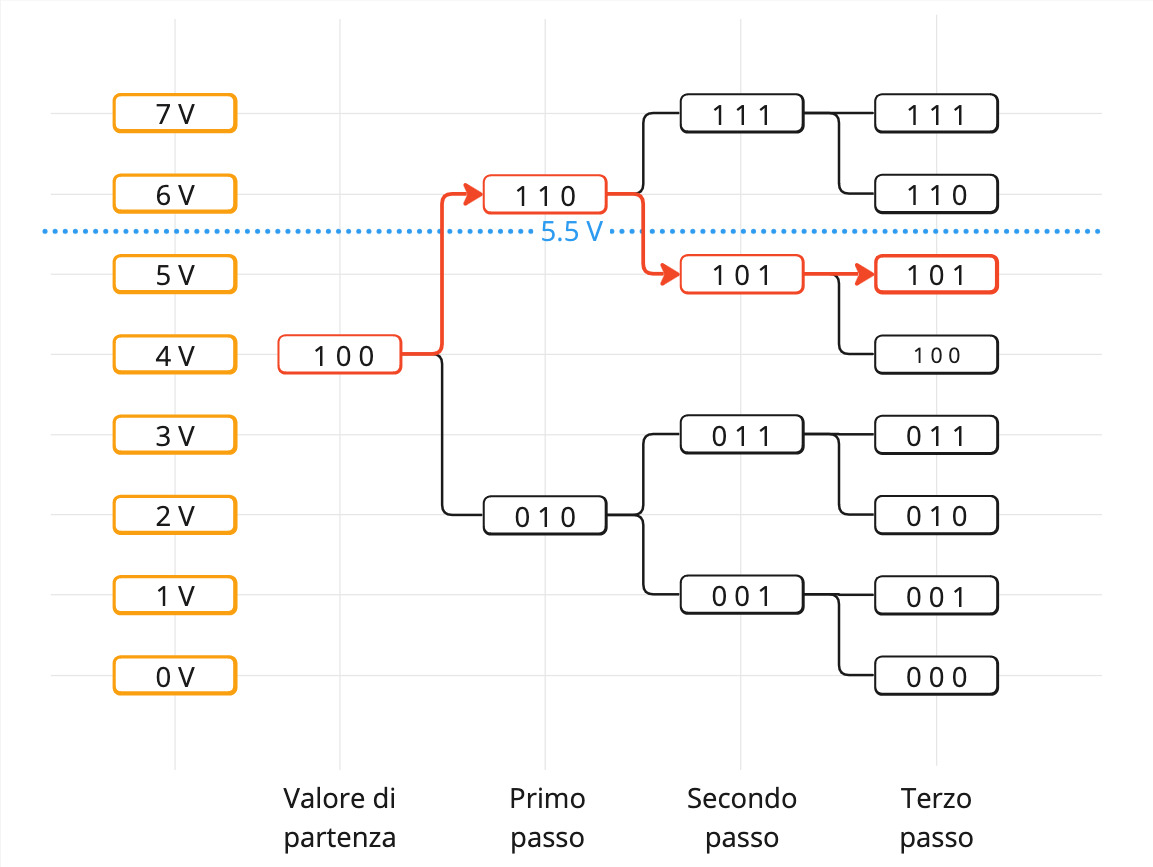 7 V 1 1 1 1 1 1
6 V 1 1 0 1 1 0
5.5 V
5 V 1 0 1 1 0 1
4 V 1 0 0 1 0 0
3 V 0 1 1 0 1 1
2 V 0 1 0 0 1 0
1 V 0 0 1 0 0 1
0 V 0 0 0
Valore di
partenza
Primo
passo
Secondo
passo
Terzo
passo